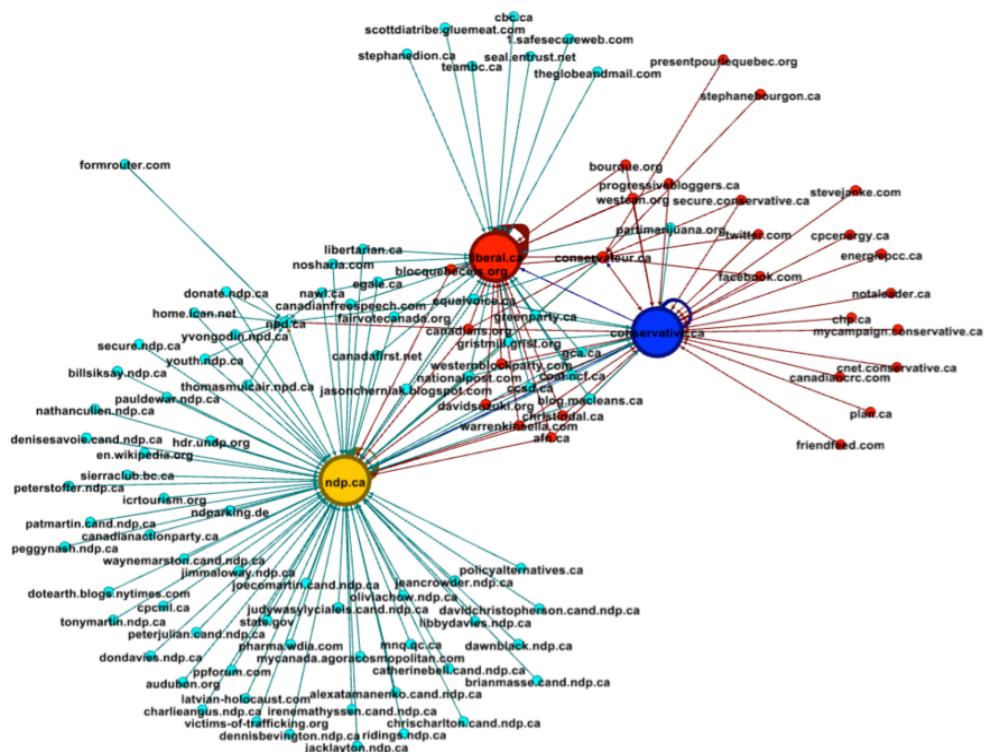 cbc.ca
scottdiatribe.gluemeat.com
1.safesecureweb.com
stephanedion.ca
seal.entrust.net
teambc.ca
theglobeandmail.com
presentpourlequebec.org
stephanebourgon.ca
formrouter.com
bourque.org
progressivebloggers.ca
stevejanke.com
westcan.org
secure.conservative.ca
partimarijuana.org
twitter.com
cpcenergy.ca
libertarian.ca
liberal.ca
conservateur.ca
energiepcc.ca
nosharia.com
blocquebecois.org
facebook.com
egale.ca
donate.ndp.ca
nawl.ca
notaleader.ca
canadianfreespeech.com
equalvoice.ca
home.ican.net
fairvotecanada.org
greenparty.ca
chp.ca
npd.ca
yvongodin.npd.ca
canadians.org
conservative.ca
mycampaign.conservative.ca
secure.ndp.ca
gristmill.grist.org
youth.ndp.ca
canadafirst.net
gca.ca
westernblockparty.com
cnet.conservative.ca
billsiksay.ndp.ca
coat.ncf.ca
canadiancrc.com
thomasmulcair.npd.ca
nationalpost.com
jasoncherniak.blogspot.com
ccsd.ca
pauldewar.ndp.ca
blog.macleans.ca
nathancullen.ndp.ca
davidsuzuki.org
plan.ca
christindal.ca
warrenkinsella.com
denisesavoie.cand.ndp.ca
hdr.undp.org
afn.ca
friendfeed.com
en.wikipedia.org
sierraclub.bc.ca
ndp.ca
peterstoffer.ndp.ca
icrtourism.org
ndparking.de
patmartin.cand.ndp.ca
canadianactionparty.ca
peggynash.ndp.ca
waynemarston.cand.ndp.ca
policyalternatives.ca
jimmaloway.ndp.ca
joecomartin.cand.ndp.ca
jeancrowder.ndp.ca
dotearth.blogs.nytimes.com
oliviachow.ndp.ca
cpcml.ca
judywasylycialeis.cand.ndp.ca
davidchristopherson.cand.ndp.ca
tonymartin.ndp.ca
state.gov
libbydavies.ndp.ca
peterjulian.cand.ndp.ca
pharma.wdia.com
mnq.qc.ca
dawnblack.ndp.ca
dondavies.ndp.ca
mycanada.agoracosmopolitan.com
ppforum.com
catherinebell.cand.ndp.ca
audubon.org
brianmasse.cand.ndp.ca
latvian-holocaust.com
alexatamanenko.cand.ndp.ca
charlieangus.ndp.ca
irenemathyssen.cand.ndp.ca
victims-of-trafficking.org
chrischarlton.cand.ndp.ca
dennisbevington.ndp.ca
ridings.ndp.ca
jacklayton.ndp.ca